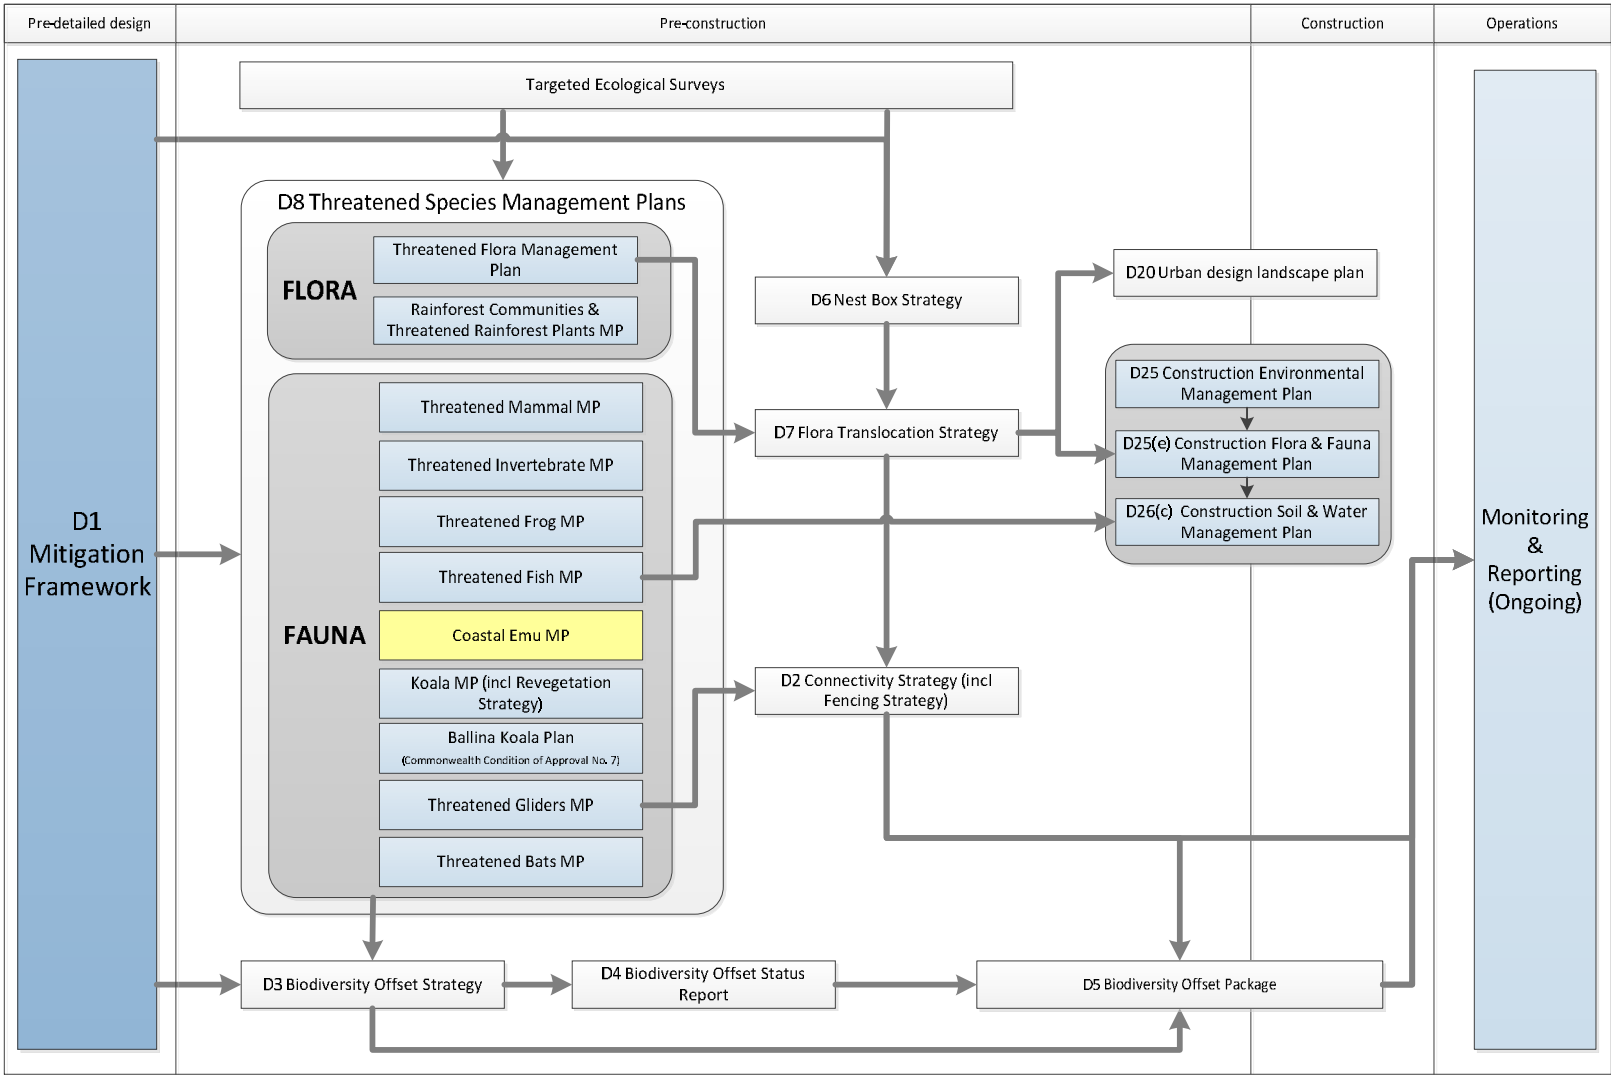 Pre-detailed design
Pre-construction
Construction
Operations
Targeted Ecological Surveys
D1
Mitigation
Framework
D8 Threatened Species Management Plans
FLORA
Threatened Flora Management
Plan
Rainforest Communities &
Threatened Rainforest Plants MP
FAUNA
Threatened Mammal MP
Threatened Invertebrate MP
Threatened Frog MP
Threatened Fish MP
Coastal Emu MP
Koala MP (incl Revegetation
Strategy)
Ballina Koala Plan
(Commonwealth Condition of Approval No. 7)
Threatened Gliders MP
Threatened Bats MP
D6 Nest Box Strategy
D7 Flora Translocation Strategy
D2 Connectivity Strategy (incl
Fencing Strategy)
D20 Urban design landscape plan
D25 Construction Environmental
Management Plan
D25(e) Construction Flora & Fauna
Management Plan
D26(c) Construction Soil & Water
Management Plan
Monitoring
&
Reporting
(Ongoing)
D3 Biodiversity Offset Strategy
D4 Biodiversity Offset Status
Report
D5 Biodiversity Offset Package